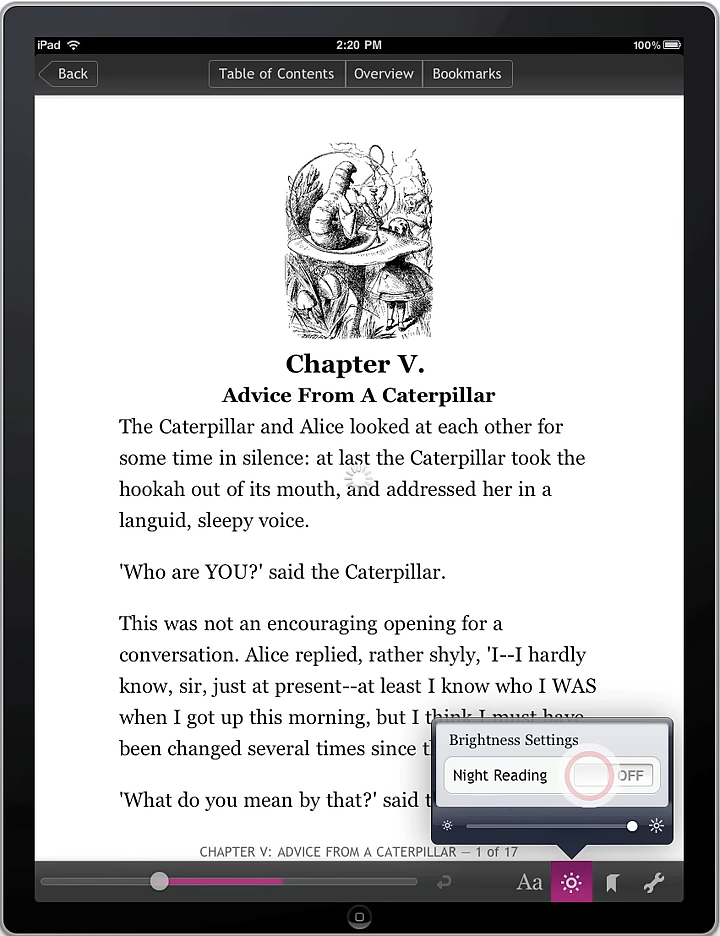 iPad 2:20 PM 100%
Back Table of Contents Overview Bookmarks
Chapter V.
Advice From A Caterpillar
The Caterpillar and Alice looked at each other for
some time in silence: at last the Caterpillar took the
hookah out of its mouth, and addressed her in a
languid, sleepy voice.
'Who are YOU?' said the Caterpillar.
This was not an encouraging opening for a
conversation. Alice replied, rather shyly, 'I--I hardly
know, sir, just at present--at least I know who I WAS
when I got up this morning, but I think I must have
been changed several times since
'What do you mean by that?' said
Brightness Settings
Night Reading OFF
CHAPTER V: ADVICE FROM A CATERPILLAR — 1 of 17
Aa